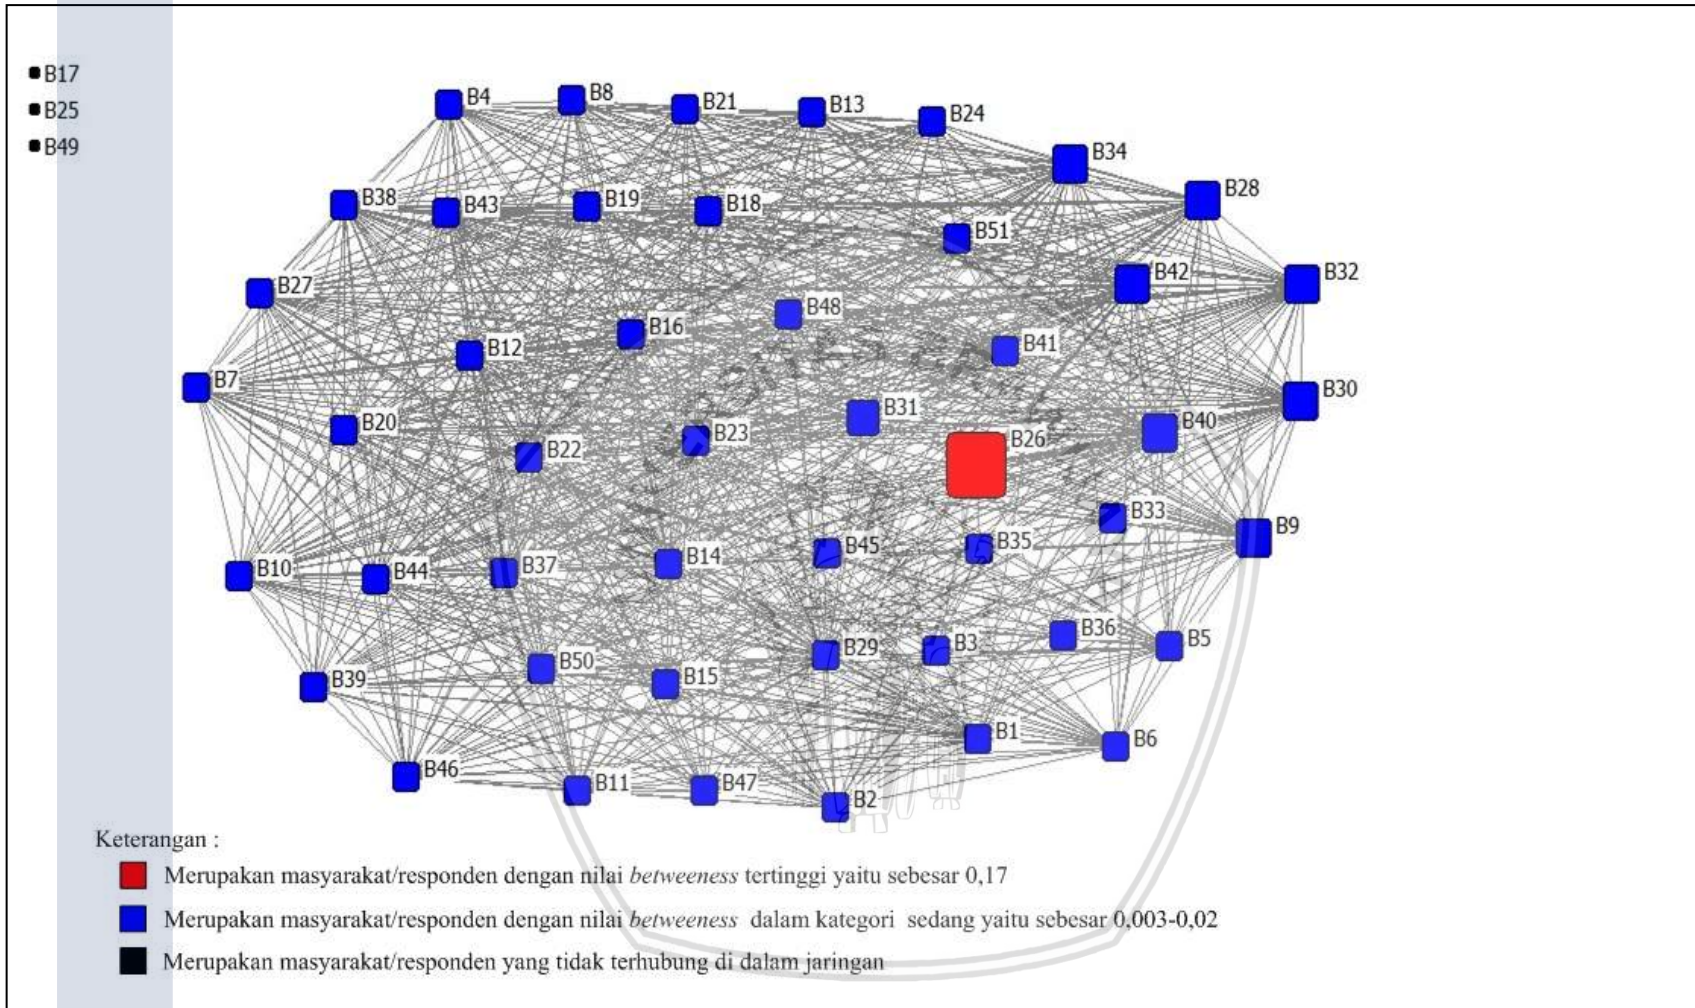 B17
B25
B49
B4
B8
B21
B13
B24
B34
B28
B38
B43
B19
B18
B51
B42
B32
B27
B48
B16
B41
B12
B7
B30
B31
B20
B23
B26
B40
B22
B33
B9
B45
B35
B14
B10
B44
B37
B36
B5
B29
B3
B50
B15
B39
B1
B6
B46
B11
B47
B2
Keterangan :
Merupakan masyarakat/responden dengan nilai betweeness tertinggi yaitu sebesar 0,17
Merupakan masyarakat/responden dengan nilai betweeness dalam kategori sedang yaitu sebesar 0,003-0,02
Merupakan masyarakat/responden yang tidak terhubung di dalam jaringan